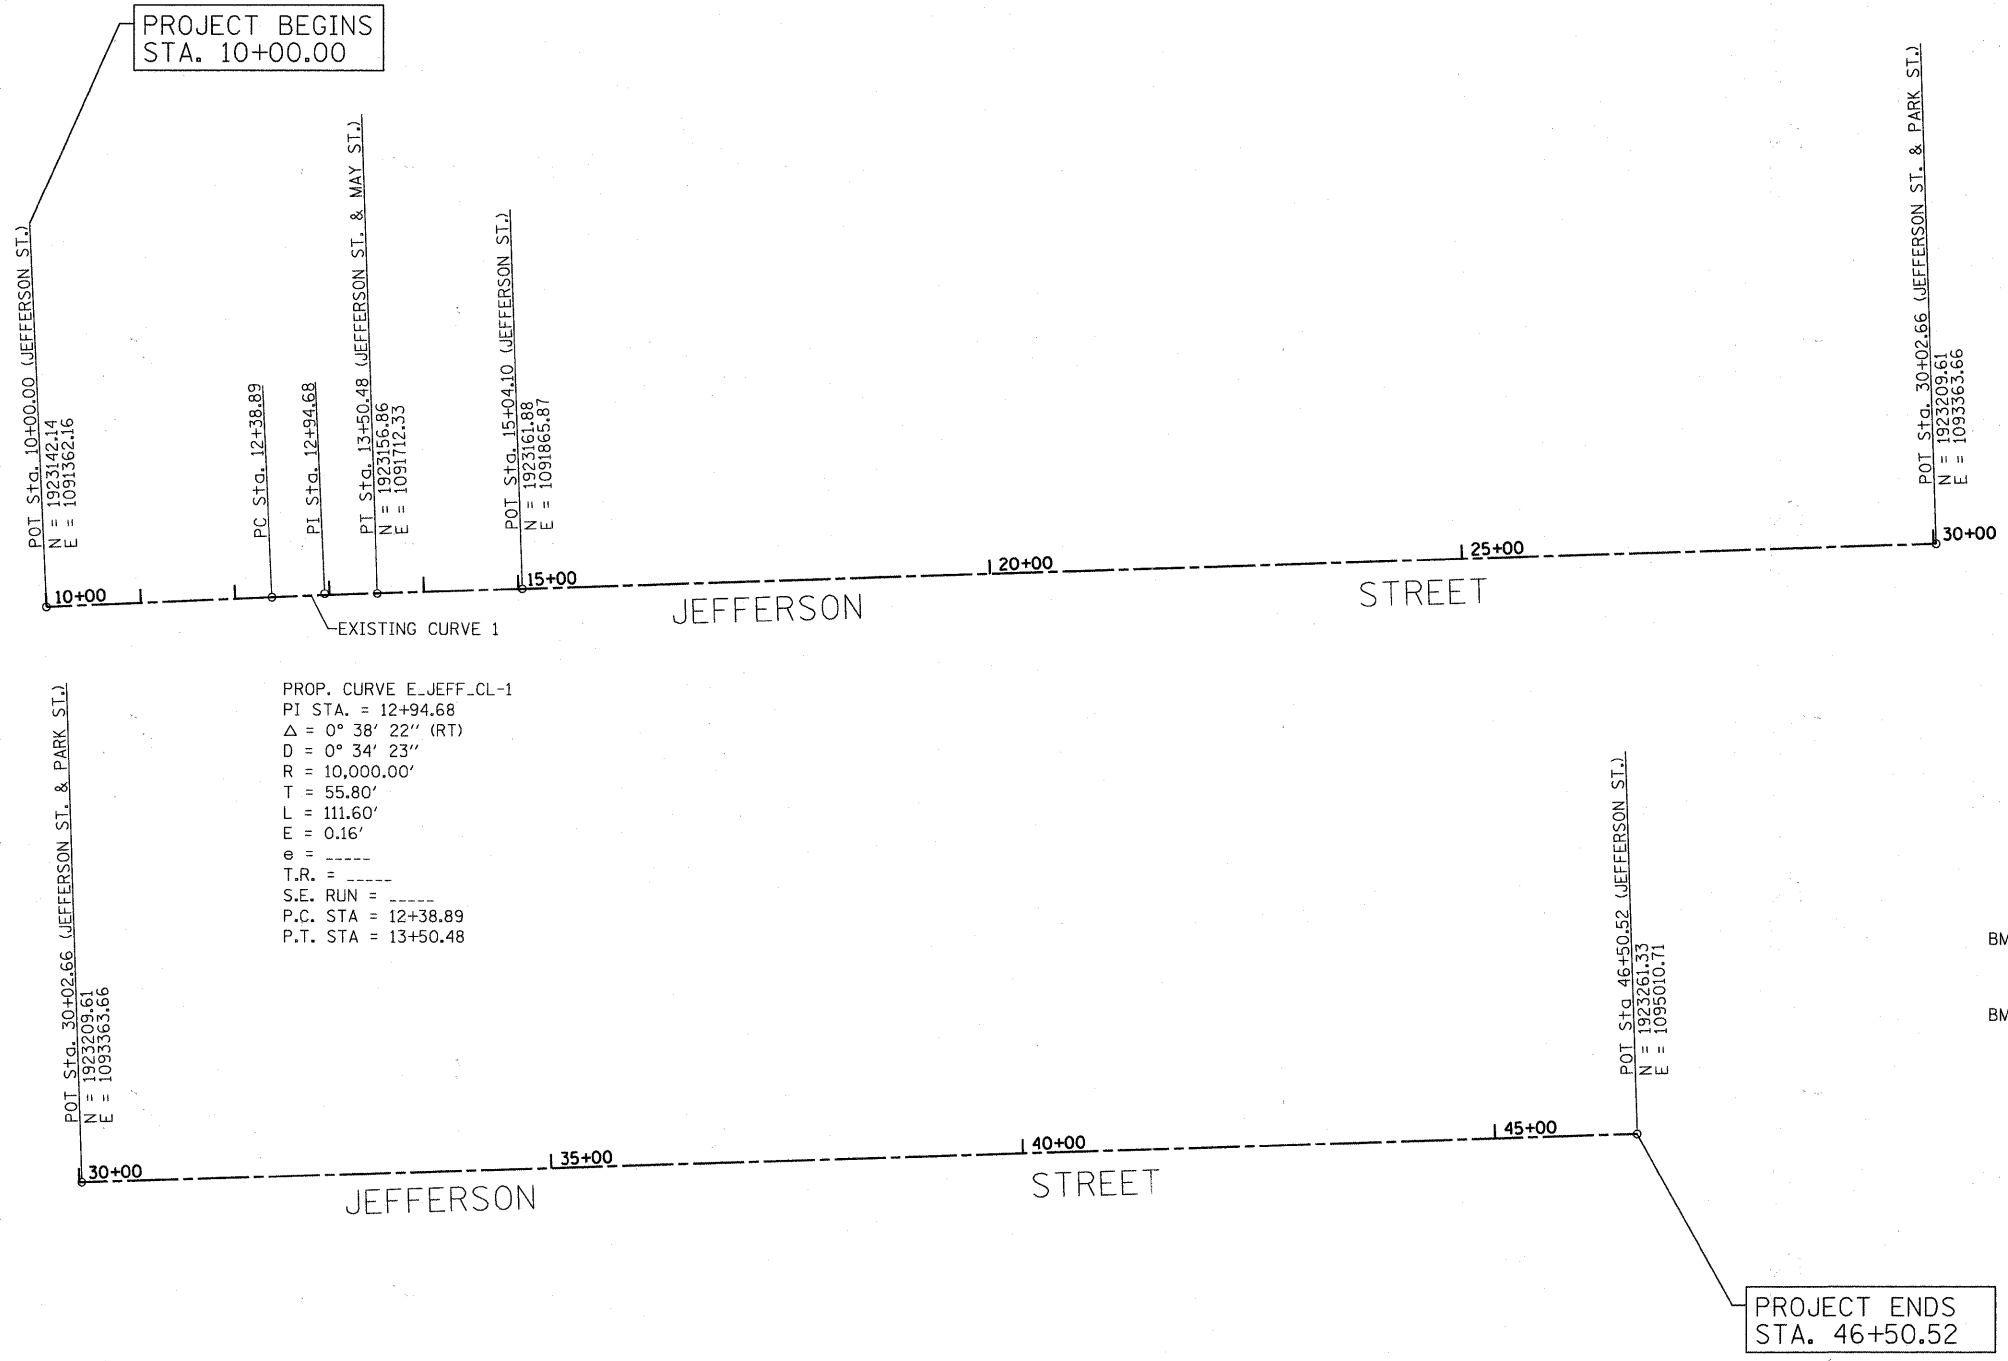 PROJECT BEGINS
STA. 10+00.00
POT Sta. 10+00.00 (JEFFERSON ST.)
N = 1923142.14
E = 1091362.16
PC Sta. 12+38.89
PI Sta. 12+94.68
PT Sta. 13+50.48 (JEFFERSON ST. & MAY ST.)
N = 1923156.86
E = 1091712.33
POT Sta. 15+04.10 (JEFFERSON ST.)
N = 1923161.88
E = 1091865.87
POT Sta. 30+02.66 (JEFFERSON ST. & PARK ST.)
N = 1923209.61
E = 1093363.66
10+00
15+00
20+00
25+00
30+00
JEFFERSON STREET
EXISTING CURVE 1
PROP. CURVE E_JEFF_CL-1
PI STA. = 12+94.68
Δ = 0° 38' 22" (RT)
D = 0° 34' 23"
R = 10,000.00'
T = 55.80'
L = 111.60'
E = 0.16'
e = _____
T.R. = _____
S.E. RUN = _____
P.C. STA = 12+38.89
P.T. STA = 13+50.48
POT Sta. 30+02.66 (JEFFERSON ST. & PARK ST.)
N = 1923209.61
E = 1093363.66
POT Sta 46+50.52 (JEFFERSON ST.)
N = 1923261.33
E = 1095010.71
BM
BM
30+00
35+00
40+00
45+00
JEFFERSON STREET
PROJECT ENDS
STA. 46+50.52